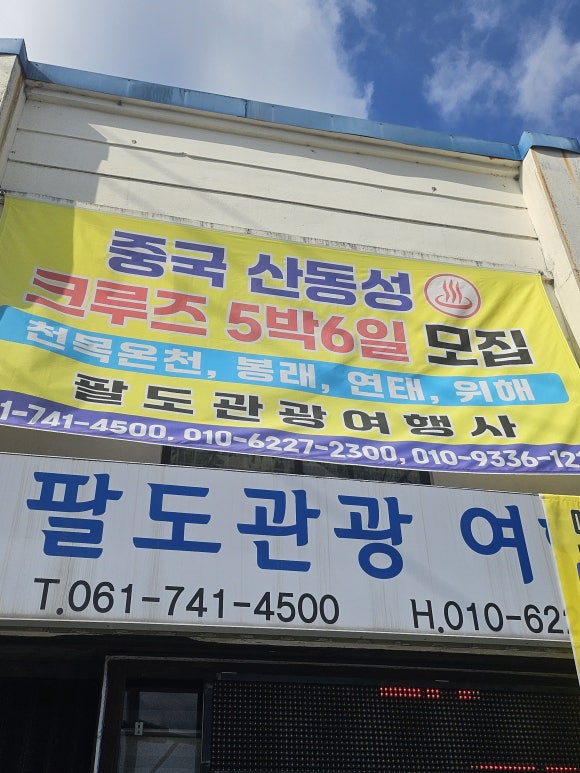 중국 산동성
크루즈 5박6일 모집
천목온천, 봉래, 연태, 위해
팔도관광여행사
1-741-4500, 010-6227-2300, 010-9336-12
팔도관광 여
T.061-741-4500 H.010-622